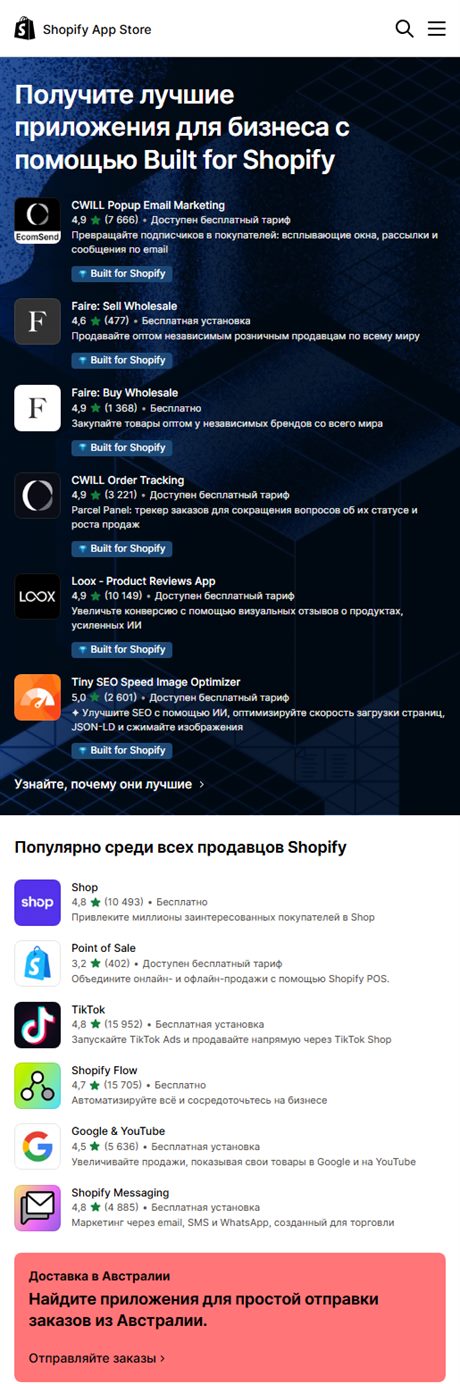 Shopify App Store
Получите лучшие
приложения для бизнеса с
помощью Built for Shopify
CWILL Popup Email Marketing
4,9 ★ (7 666) • Доступен бесплатный тариф
Превращайте подписчиков в покупателей: всплывающие окна, рассылки и
сообщения по email
EcomSend
Built for Shopify
Faire: Sell Wholesale
4,6 ★ (477) • Бесплатная установка
Продавайте оптом независимым розничным продавцам по всему миру
F
Built for Shopify
Faire: Buy Wholesale
4,9 ★ (1 368) • Бесплатно
Закупайте товары оптом у независимых брендов со всего мира
F
Built for Shopify
CWILL Order Tracking
4,9 ★ (3 221) • Доступен бесплатный тариф
Parcel Panel: трекер заказов для сокращения вопросов об их статусе и
роста продаж
Built for Shopify
Loox - Product Reviews App
4,9 ★ (10 149) • Доступен бесплатный тариф
LOOX
Увеличьте конверсию с помощью визуальных отзывов о продуктах,
усиленных ИИ
Built for Shopify
Tiny SEO Speed Image Optimizer
5,0 ★ (2 601) • Доступен бесплатный тариф
✦ Улучшите SEO с помощью ИИ, оптимизируйте скорость загрузки страниц,
JSON-LD и сжимайте изображения
Built for Shopify
Узнайте, почему они лучшие >
Популярно среди всех продавцов Shopify
Shop
shop
4,8 ★ (10 493) • Бесплатно
Привлеките миллионы заинтересованных покупателей в Shop
Point of Sale
3,2 ★ (402) • Доступен бесплатный тариф
Объедините онлайн- и офлайн-продажи с помощью Shopify POS.
TikTok
4,8 ★ (15 952) • Бесплатная установка
Запускайте TikTok Ads и продавайте напрямую через TikTok Shop
Shopify Flow
4,7 ★ (15 705) • Бесплатно
Автоматизируйте всё и сосредоточьтесь на бизнесе
Google & YouTube
4,5 ★ (5 636) • Бесплатная установка
Увеличивайте продажи, показывая свои товары в Google и на YouTube
Shopify Messaging
4,8 ★ (4 885) • Бесплатная установка
Маркетинг через email, SMS и WhatsApp, созданный для торговли
Доставка в Австралии
Найдите приложения для простой отправки
заказов из Австралии.
Отправляйте заказы >